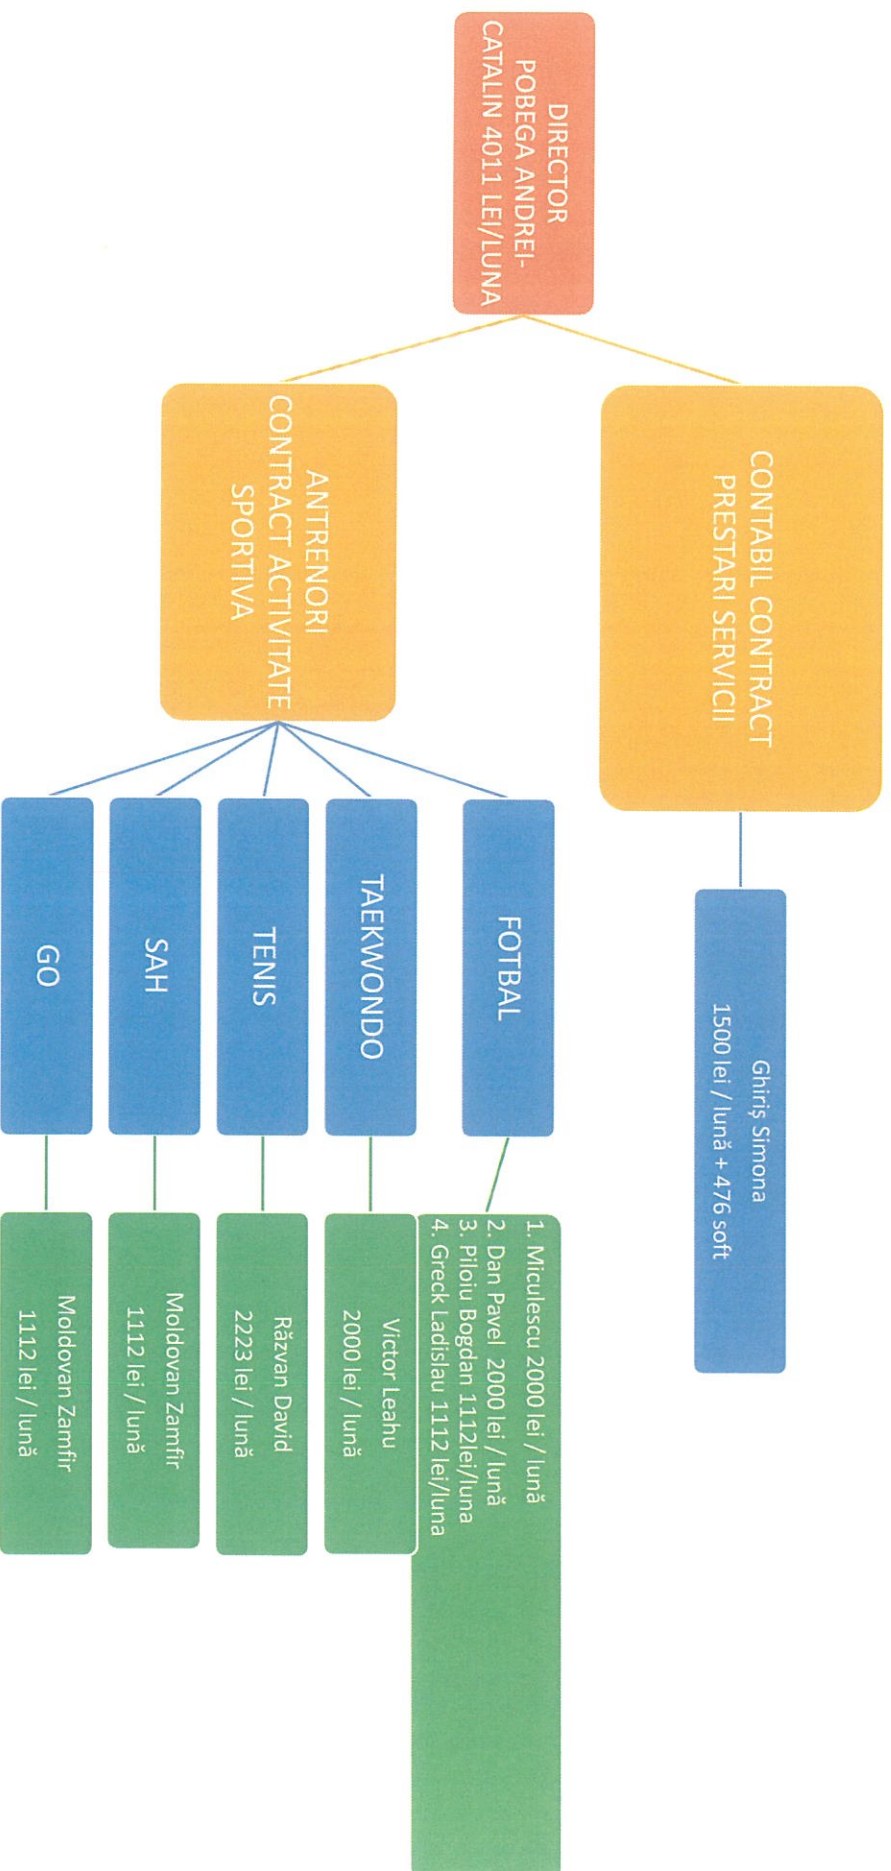 DIRECTOR
POBEGA ANDREI-
CATALIN 4011 LEI/LUNA
CONTABIL CONTRACT
PRESTARI SERVICII
Ghiriș Simona
1500 lei / lună + 476 soft
ANTRENORI
CONTRACT ACTIVITATE
SPORTIVA
FOTBAL
1. Miculescu 2000 lei / lună
2. Dan Pavel 2000 lei / lună
3. Piloiu Bogdan 1112lei/luna
4. Greck Ladislau 1112 lei/luna
TAEKWONDO
Victor Leahu
2000 lei / lună
TENIS
Răzvan David
2223 lei / lună
SAH
Moldovan Zamfir
1112 lei / lună
GO
Moldovan Zamfir
1112 lei / lună